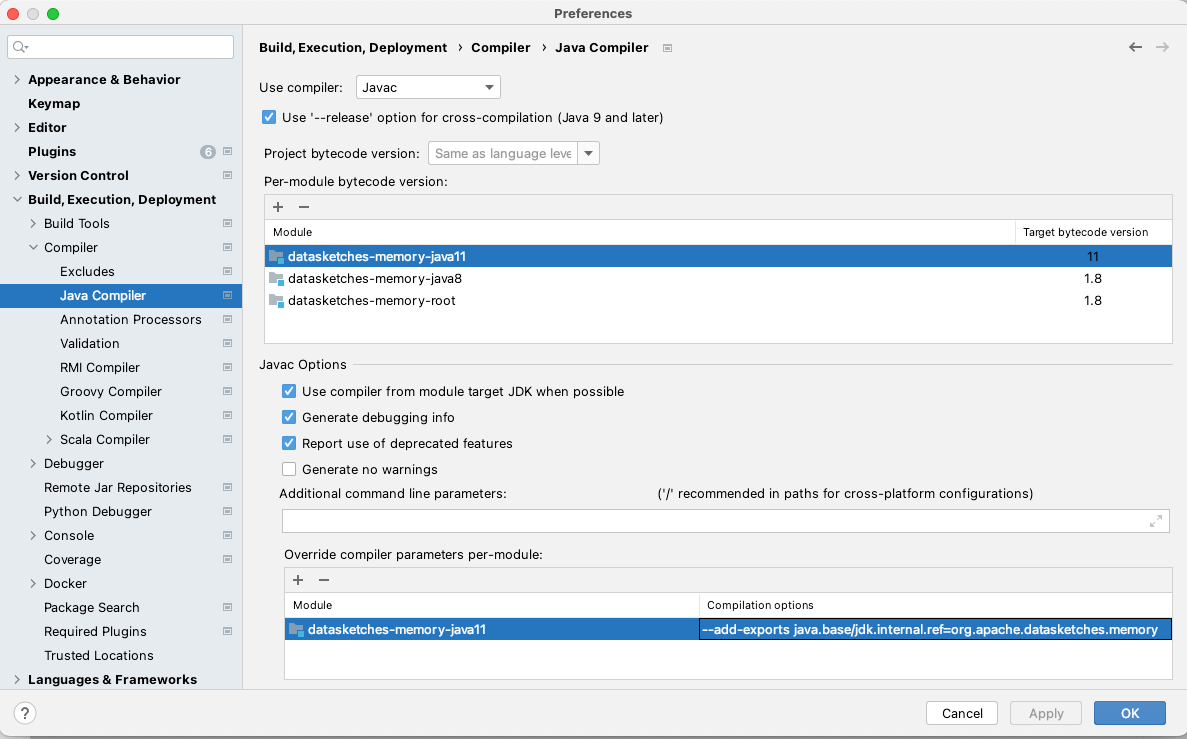 Preferences
Appearance & Behavior
Keymap
Editor
Plugins 6
Version Control
Build, Execution, Deployment
Build Tools
Compiler
Excludes
Java Compiler
Annotation Processors
Validation
RMI Compiler
Groovy Compiler
Kotlin Compiler
Scala Compiler
Debugger
Remote Jar Repositories
Python Debugger
Console
Coverage
Docker
Package Search
Required Plugins
Trusted Locations
Languages & Frameworks
Build, Execution, Deployment › Compiler › Java Compiler
Use compiler: Javac
Use '--release' option for cross-compilation (Java 9 and later)
Project bytecode version: Same as language leve
Per-module bytecode version:
+ −
Module Target bytecode version
datasketches-memory-java11 11
datasketches-memory-java8 1.8
datasketches-memory-root 1.8
Javac Options
Use compiler from module target JDK when possible
Generate debugging info
Report use of deprecated features
Generate no warnings
Additional command line parameters: ('/' recommended in paths for cross-platform configurations)
Override compiler parameters per-module:
+ −
Module Compilation options
datasketches-memory-java11 --add-exports java.base/jdk.internal.ref=org.apache.datasketches.memory
? Cancel Apply OK